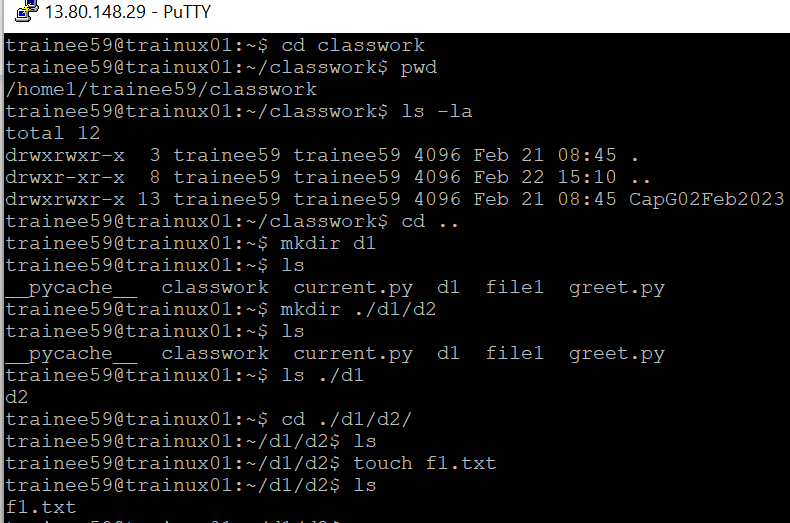 13.80.148.29 - PuTTY
trainee59@trainux01:~$ cd classwork
trainee59@trainux01:~/classwork$ pwd
/home1/trainee59/classwork
trainee59@trainux01:~/classwork$ ls -la
total 12
drwxrwxr-x  3 trainee59 trainee59 4096 Feb 21 08:45 .
drwxr-xr-x  8 trainee59 trainee59 4096 Feb 22 15:10 ..
drwxrwxr-x 13 trainee59 trainee59 4096 Feb 21 08:45 CapG02Feb2023
trainee59@trainux01:~/classwork$ cd ..
trainee59@trainux01:~$ mkdir d1
trainee59@trainux01:~$ ls
__pycache__  classwork  current.py  d1  file1  greet.py
trainee59@trainux01:~$ mkdir ./d1/d2
trainee59@trainux01:~$ ls
__pycache__  classwork  current.py  d1  file1  greet.py
trainee59@trainux01:~$ ls ./d1
d2
trainee59@trainux01:~$ cd ./d1/d2/
trainee59@trainux01:~/d1/d2$ ls
trainee59@trainux01:~/d1/d2$ touch f1.txt
trainee59@trainux01:~/d1/d2$ ls
f1.txt
trainee59@trainux01:~/d1/d2$